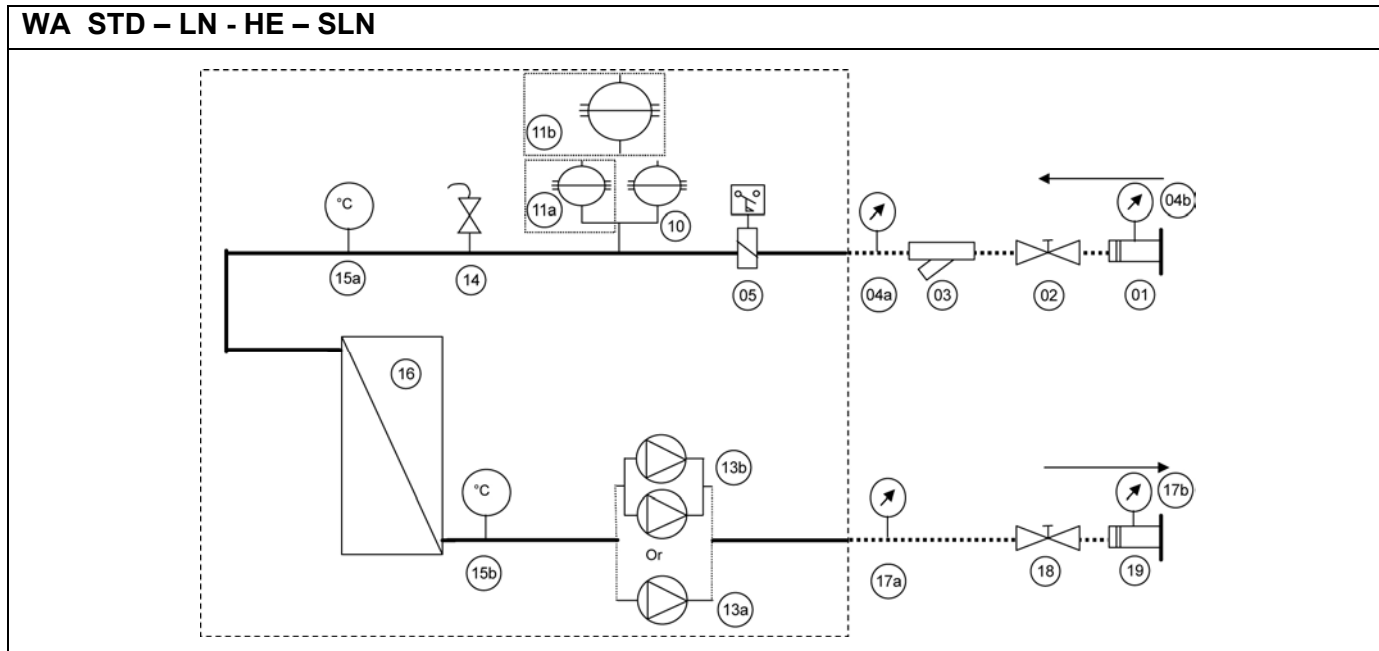 WA STD – LN - HE – SLN
11b
11a
10
°C
15a
14
05
04a
03
02
04b
01
16
°C
15b
13b
Or
13a
17a
18
17b
19